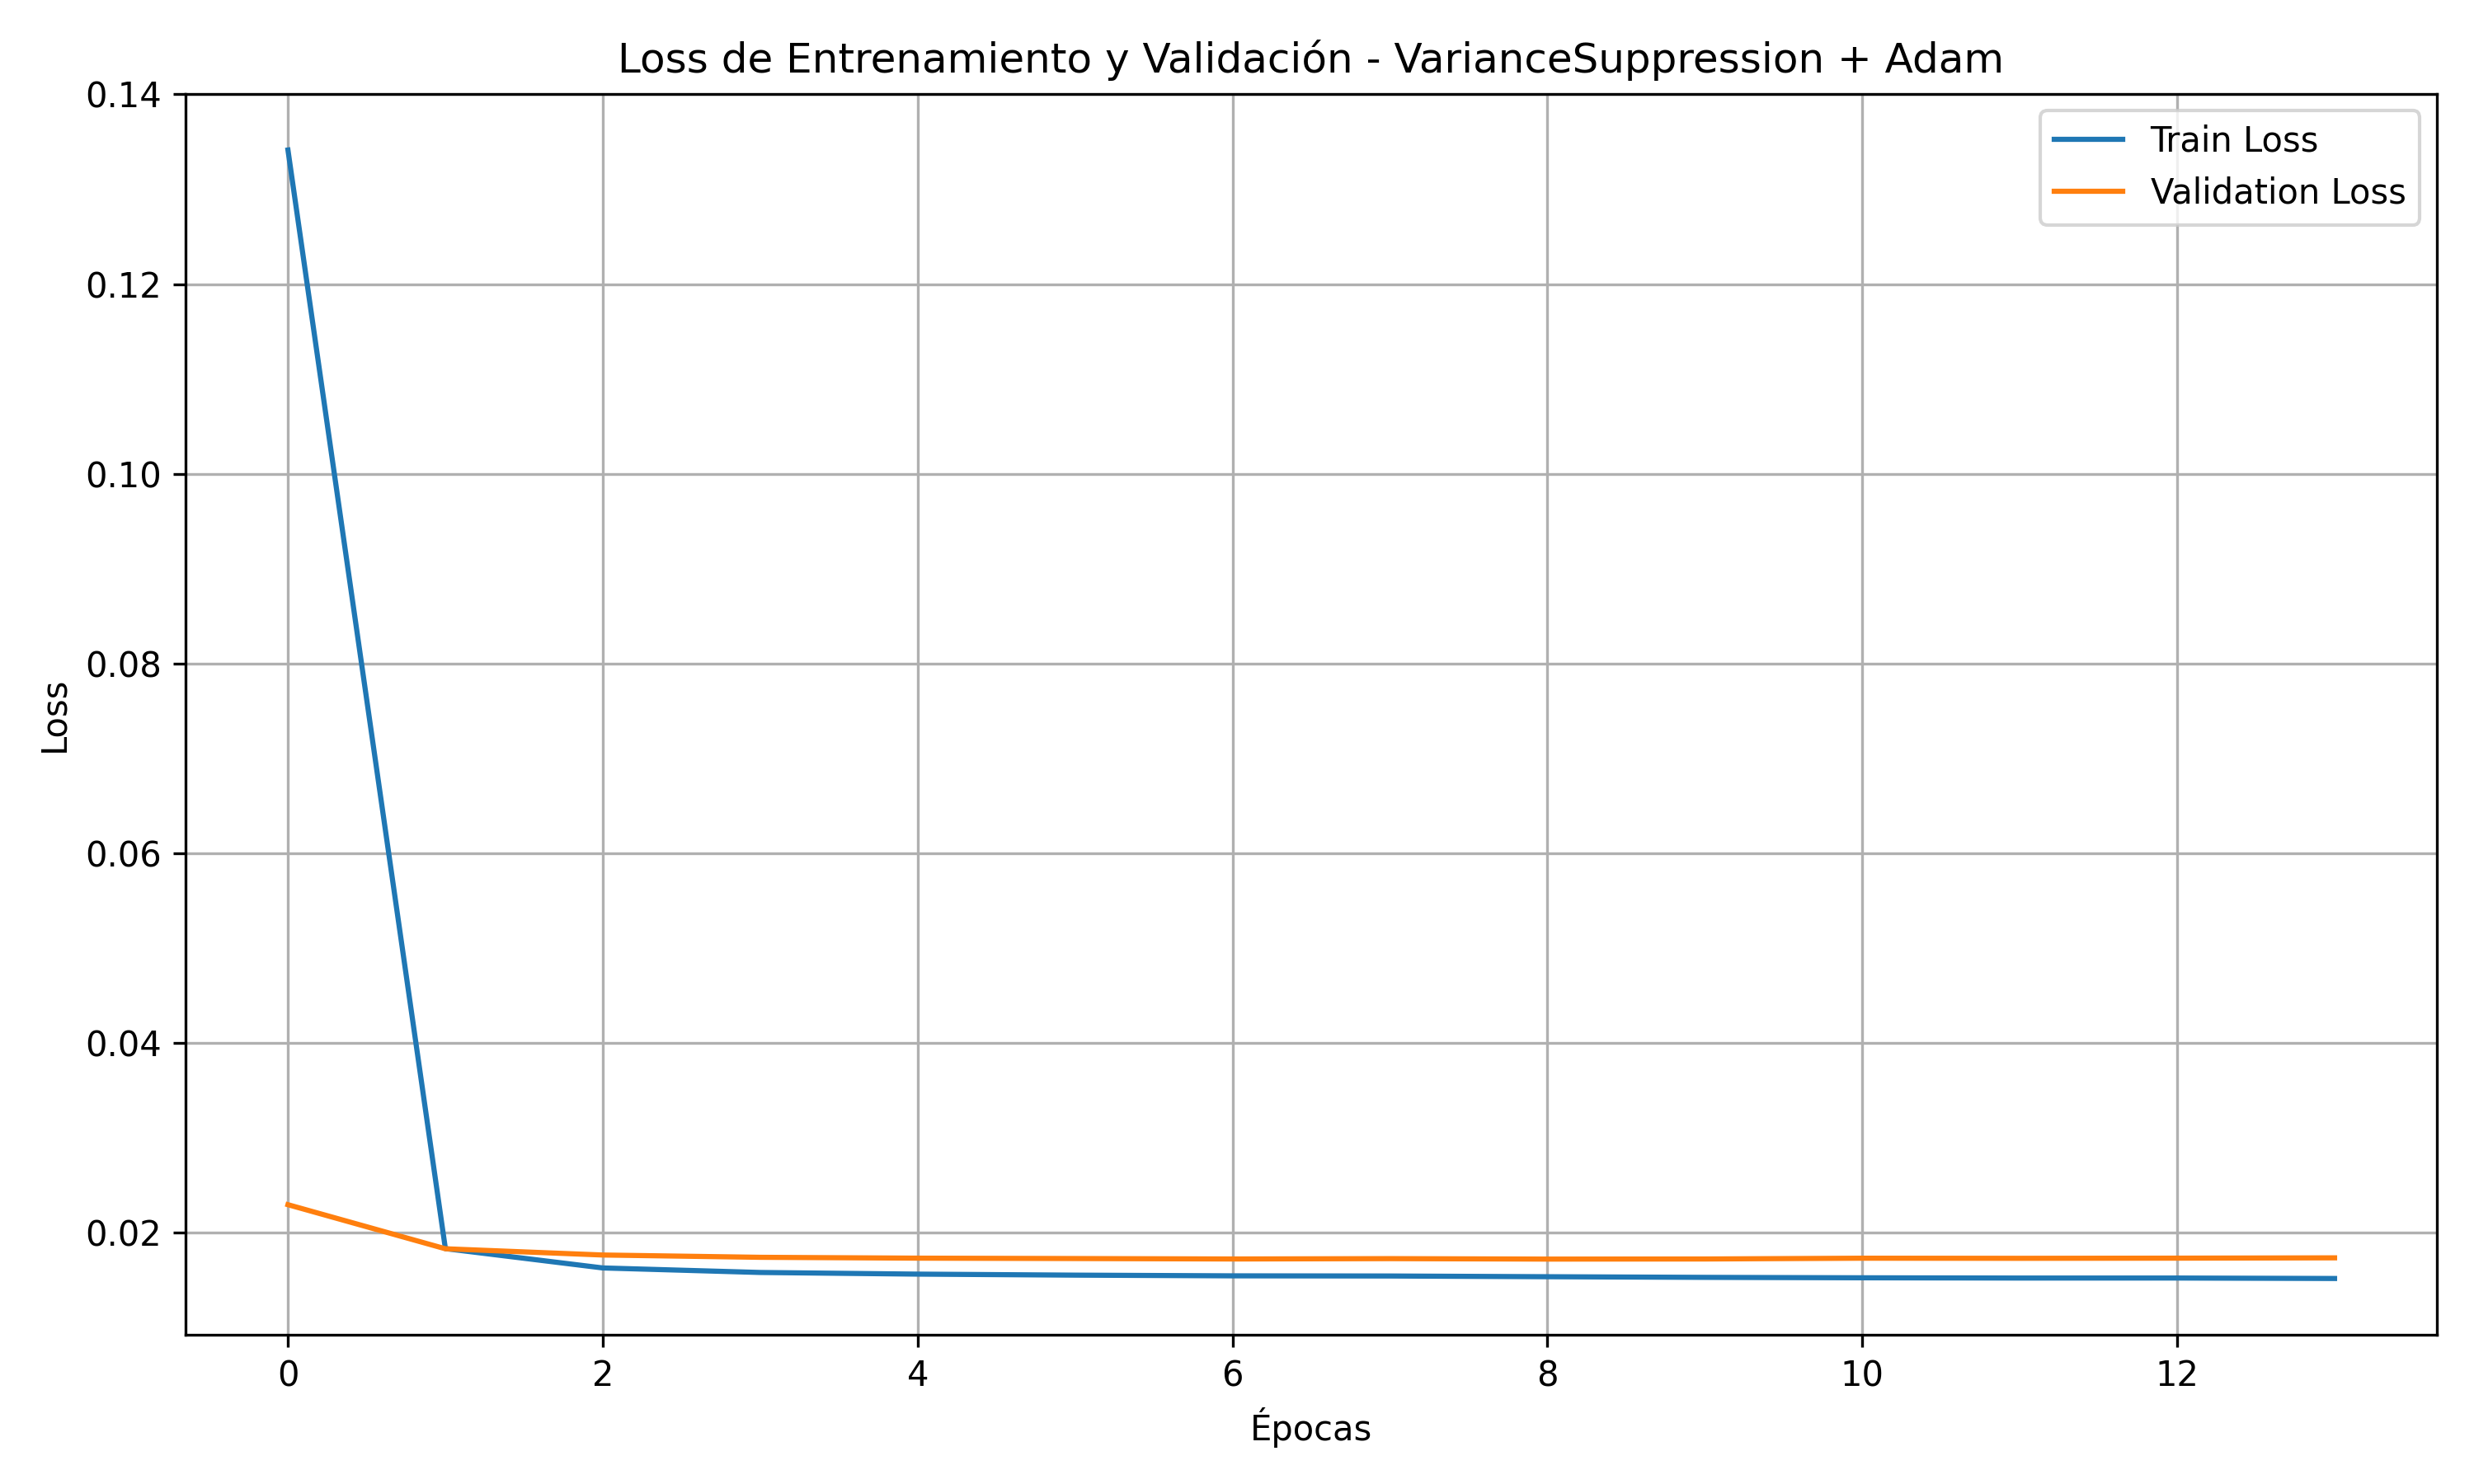 Loss de Entrenamiento y Validación - VarianceSuppression + Adam
Train Loss
Validation Loss
0.14
0.12
0.10
0.08
0.06
0.04
0.02
Loss
0 2 4 6 8 10 12
Épocas